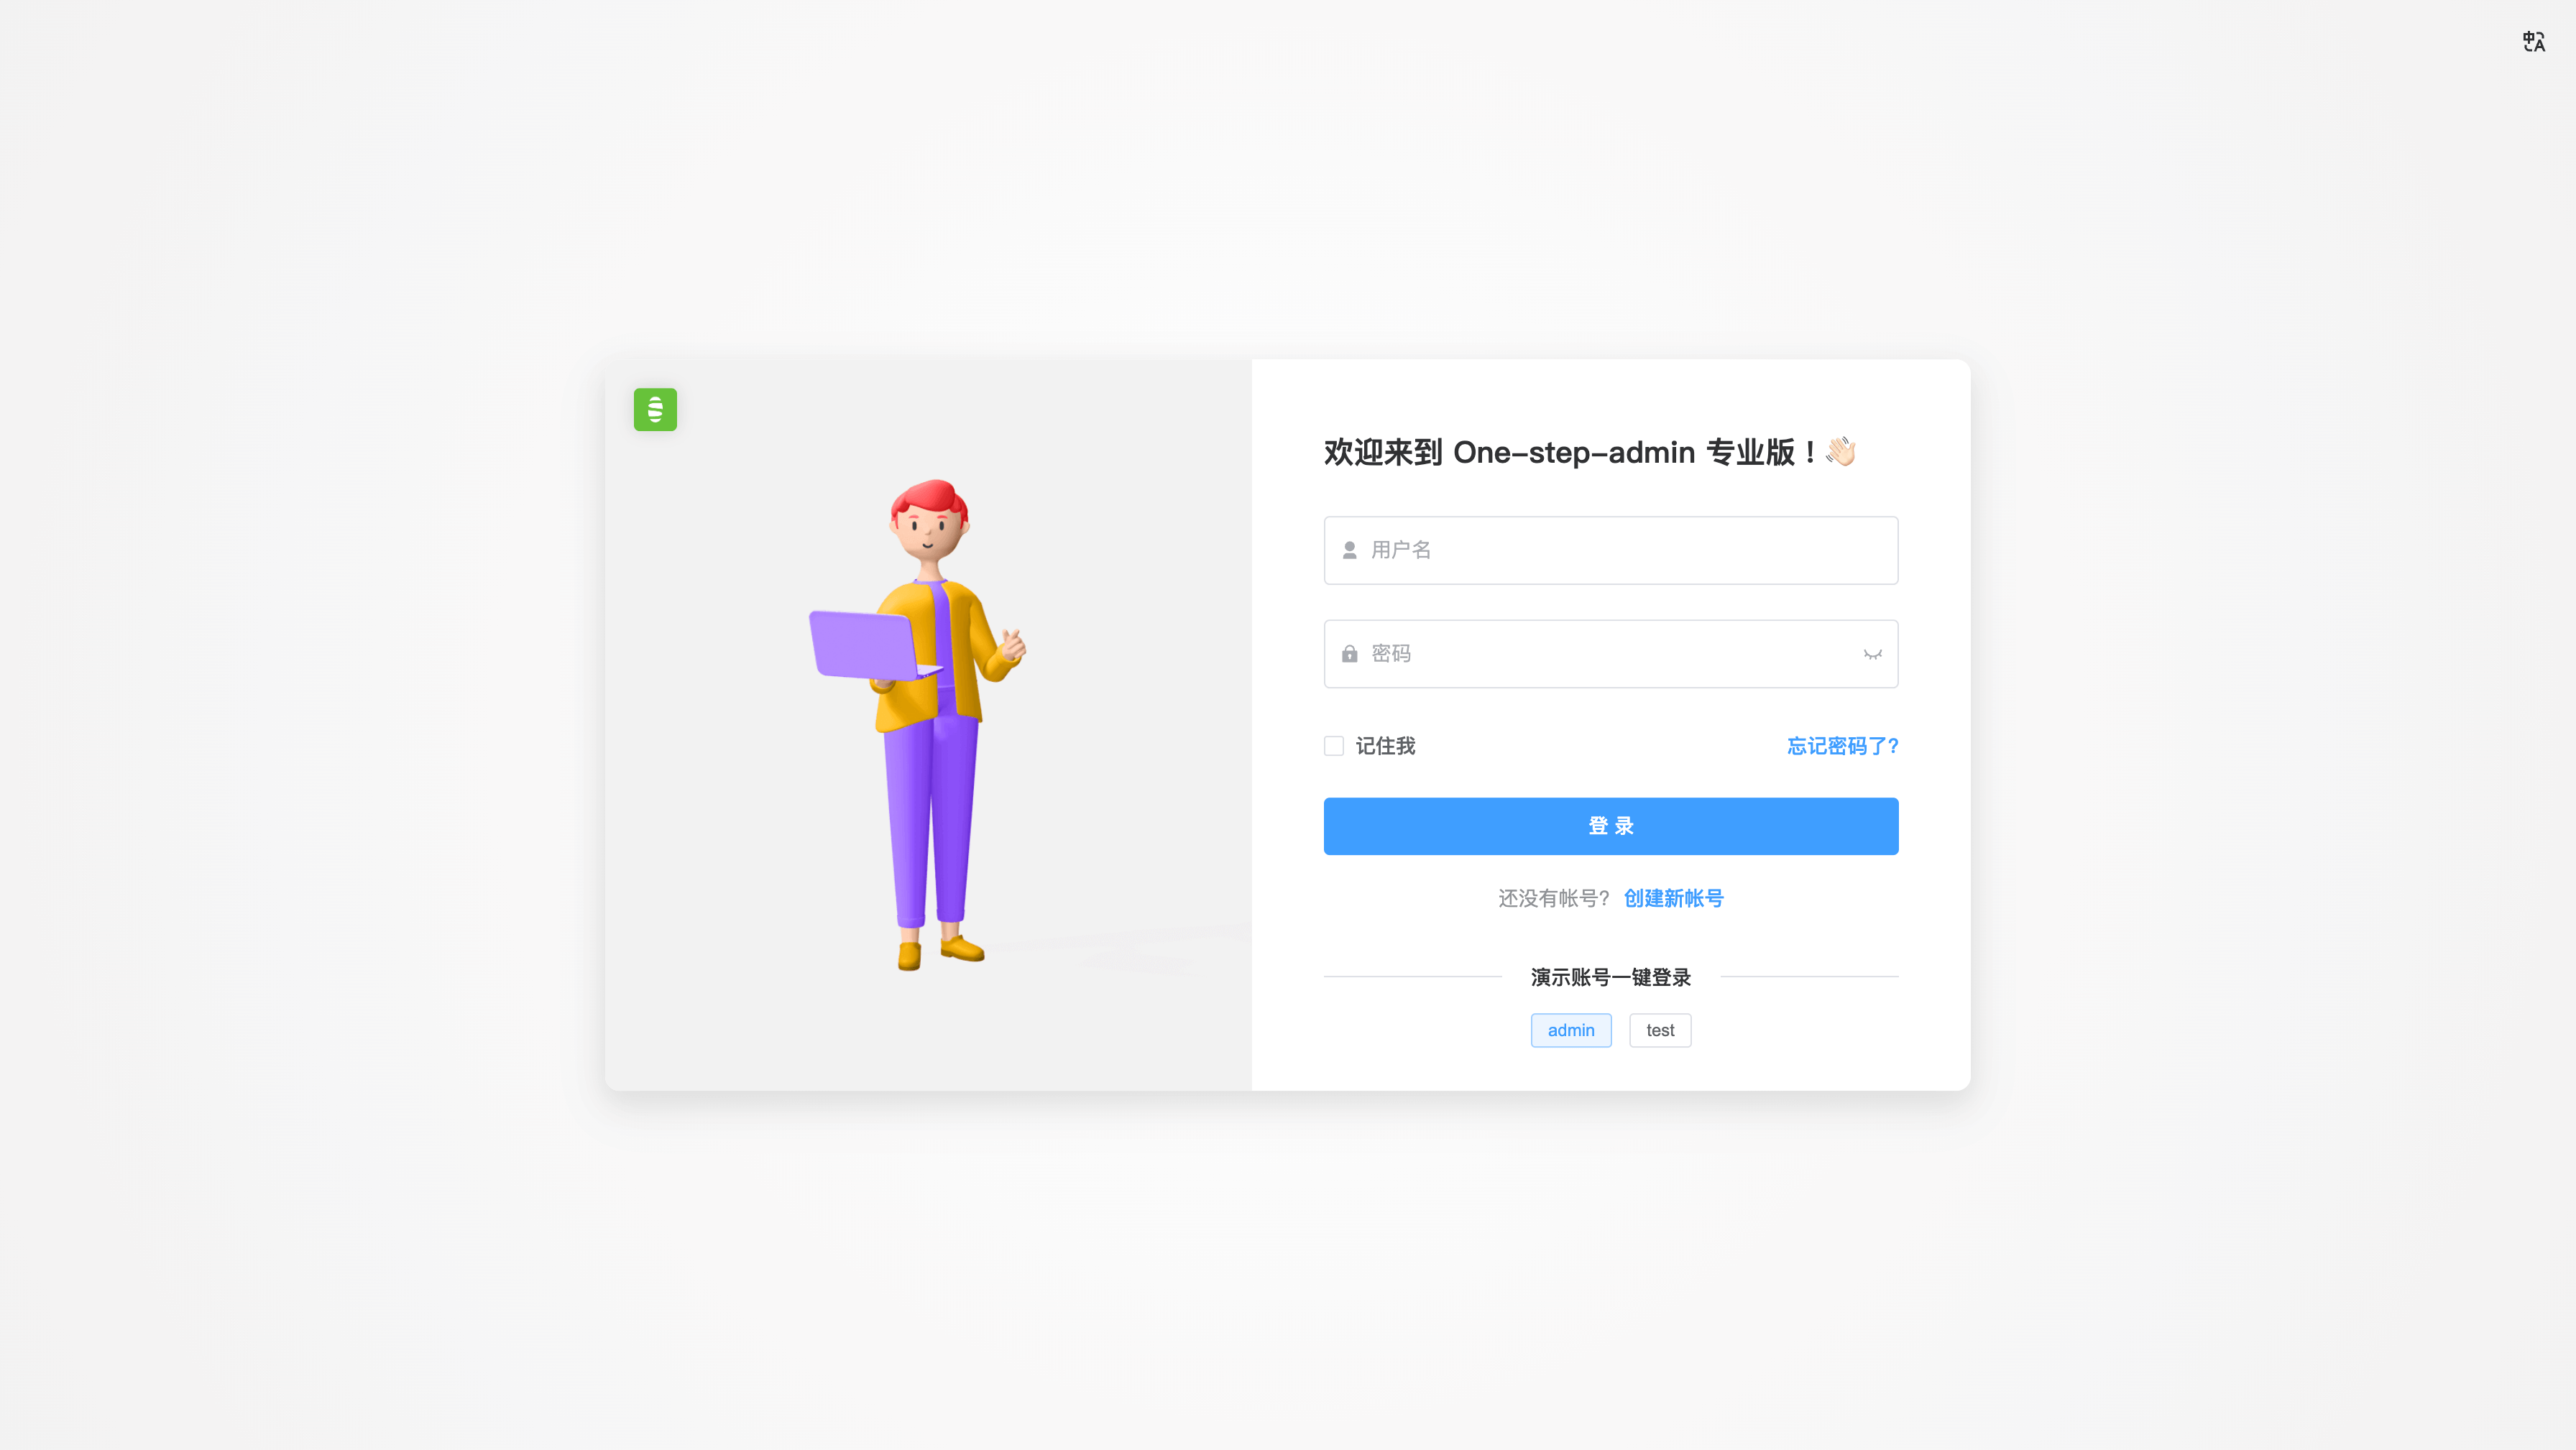 欢迎来到 One-step-admin 专业版！👋🏻
用户名
密码
记住我 忘记密码了?
登 录
还没有帐号? 创建新帐号
演示账号一键登录
admin test